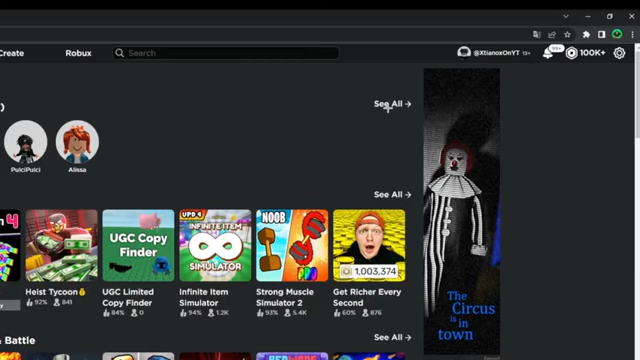 Create
Robux
Search
@XtianoxOnYT 13+
99+
100K+
)
See All →
PulciPulci
Alissa
See All →
4
UGC Copy
Finder
UPD 4
INFINITE ITEM
SIMULATOR
NOOB
PRO
1,003,374
Heist Tycoon
92% 841
UGC Limited
Copy Finder
84% 0
Infinite Item
Simulator
94% 1.2K
Strong Muscle
Simulator 2
93% 5.4K
Get Richer Every
Second
60% 876
The
Circus
is in
town
& Battle
See All →